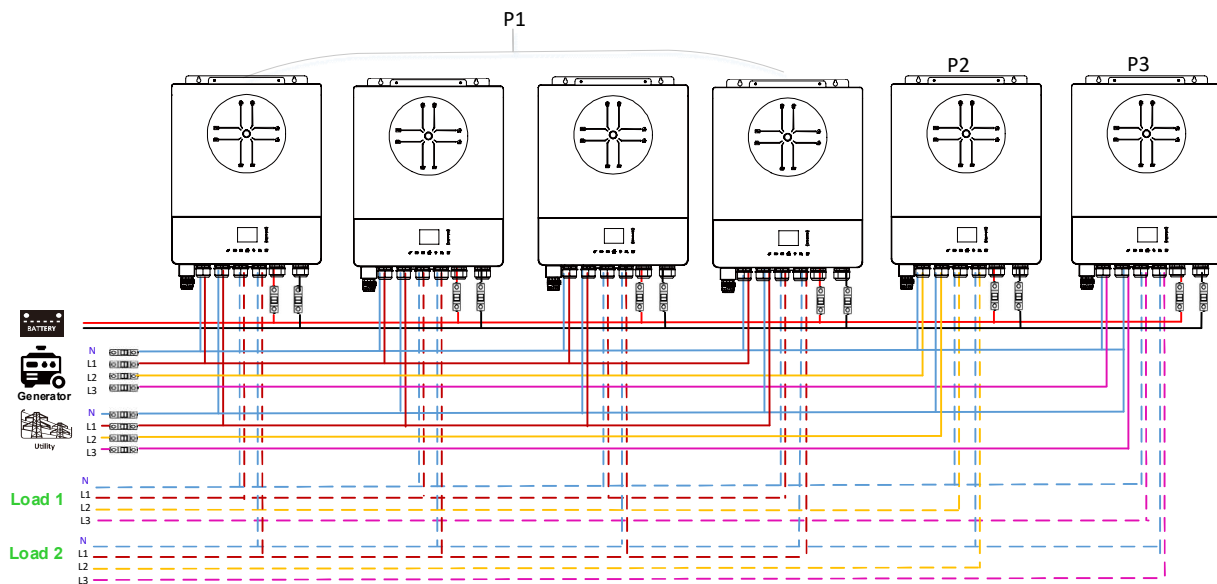 P1
P2
P3
BATTERY
N
L1
L2
L3
Generator
N
L1
L2
L3
Utility
N
L1
L2
L3
Load 1
N
L1
L2
L3
Load 2